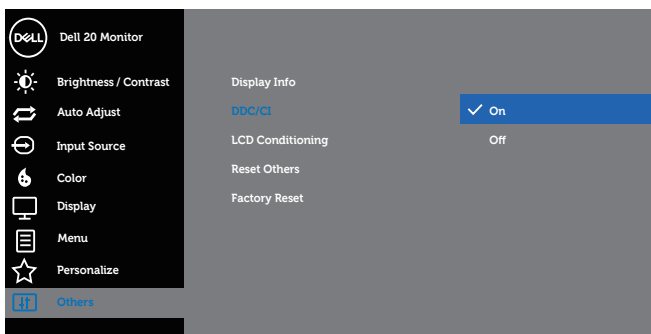 DELL
Dell 20 Monitor
Brightness / Contrast
Auto Adjust
Input Source
Color
Display
Menu
Personalize
Others
Display Info
DDC/CI
LCD Conditioning
Reset Others
Factory Reset
On
Off